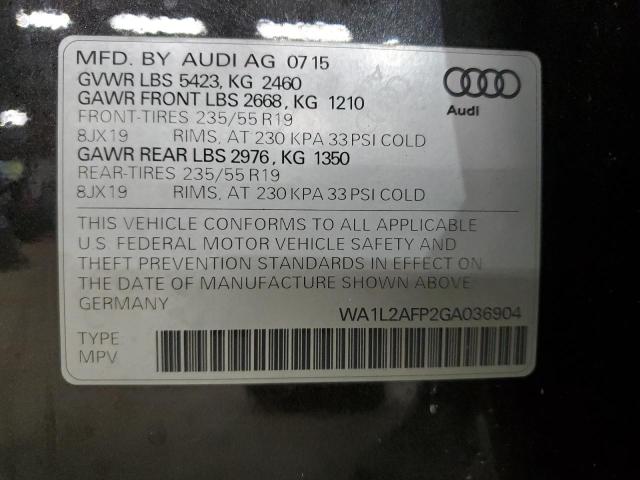 MFD. BY AUDI AG 07 15
GVWR LBS 5423, KG 2460
GAWR FRONT LBS 2668, KG 1210
FRONT-TIRES 235/55 R19
8JX19 RIMS, AT 230 KPA 33 PSI COLD
GAWR REAR LBS 2976, KG 1350
REAR-TIRES 235/55 R19
8JX19 RIMS, AT 230 KPA 33 PSI COLD
Audi
THIS VEHICLE CONFORMS TO ALL APPLICABLE
U.S. FEDERAL MOTOR VEHICLE SAFETY AND
THEFT PREVENTION STANDARDS IN EFFECT ON
THE DATE OF MANUFACTURE SHOWN ABOVE
GERMANY WA1L2AFP2GA036904
TYPE
MPV